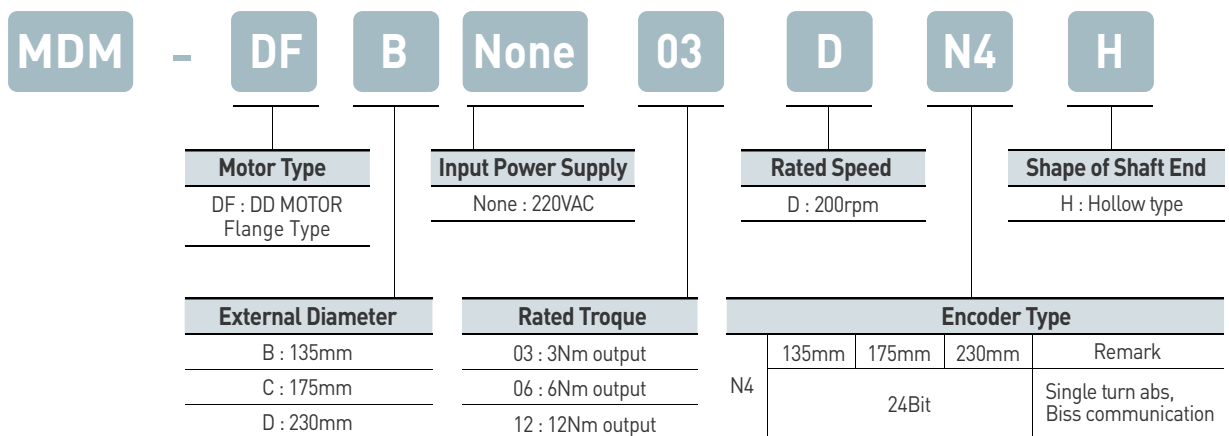 MDM - DF B None 03 D N4 H
Motor Type
DF : DD MOTOR
Flange Type
Input Power Supply
None : 220VAC
Rated Speed
D : 200rpm
Shape of Shaft End
H : Hollow type
External Diameter
B : 135mm
C : 175mm
D : 230mm
Rated Troque
03 : 3Nm output
06 : 6Nm output
12 : 12Nm output
Encoder Type
N4
135mm 175mm 230mm Remark
24Bit
Single turn abs,
Biss communication